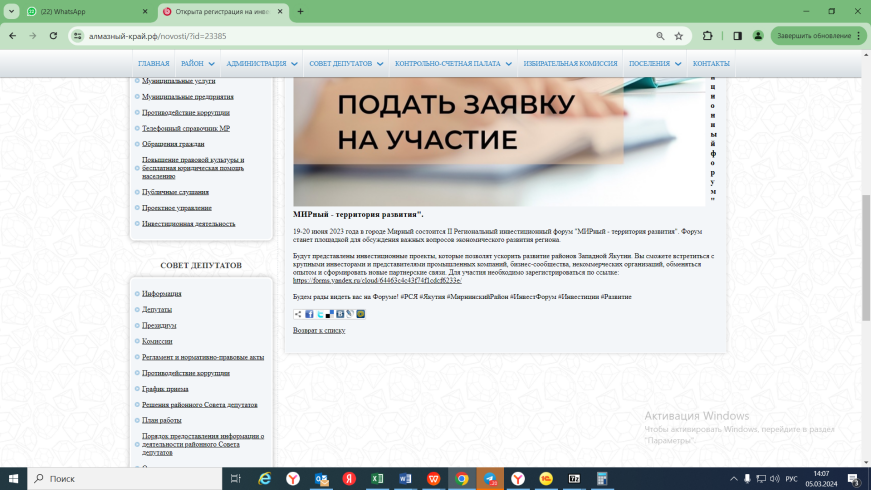 (22) WhatsApp
Открыта регистрация на инве
алмазный-край.рф/novosti/?id=23385
Завершить обновление
ГЛАВНАЯ РАЙОН АДМИНИСТРАЦИЯ СОВЕТ ДЕПУТАТОВ КОНТРОЛЬНО-СЧЕТНАЯ ПАЛАТА ИЗБИРАТЕЛЬНАЯ КОМИССИЯ ПОСЕЛЕНИЯ КОНТАКТЫ
Муниципальные услуги
Муниципальные предприятия
Противодействие коррупции
Телефонный справочник МР
Обращения граждан
Повышение правовой культуры и
бесплатная юридическая помощь
населению
Публичные слушания
Проектное управление
Инвестиционная деятельность
СОВЕТ ДЕПУТАТОВ
Информация
Депутаты
Президиум
Комиссии
Регламент и нормативно-правовые акты
Противодействие коррупции
График приема
Решения районного Совета депутатов
План работы
Порядок предоставления информации о
деятельности районного Совета
депутатов
ПОДАТЬ ЗАЯВКУ
НА УЧАСТИЕ
ц
и
о
н
н
ы
й
ф
о
р
у
м
"
МИРный - территория развития".
19-20 июня 2023 года в городе Мирный состоится II Региональный инвестиционный форум "МИРный - территория развития". Форум
станет площадкой для обсуждения важных вопросов экономического развития региона.
Будут представлены инвестиционные проекты, которые позволят ускорить развитие районов Западной Якутии. Вы сможете встретиться с
крупными инвесторами и представителями промышленных компаний, бизнес-сообщества, некоммерческих организаций, обменяться
опытом и сформировать новые партнерские связи. Для участия необходимо зарегистрироваться по ссылке:
https://forms.yandex.ru/cloud/64463c4c43f74f1cdcf6233e/
Будем рады видеть вас на Форуме! #РСЯ #Якутия #МирнинскийРайон #ИнвестФорум #Инвестиции #Развитие
Возврат к списку
Активация Windows
Чтобы активировать Windows, перейдите в раздел
"Параметры".
Поиск
РУС
14:07
05.03.2024